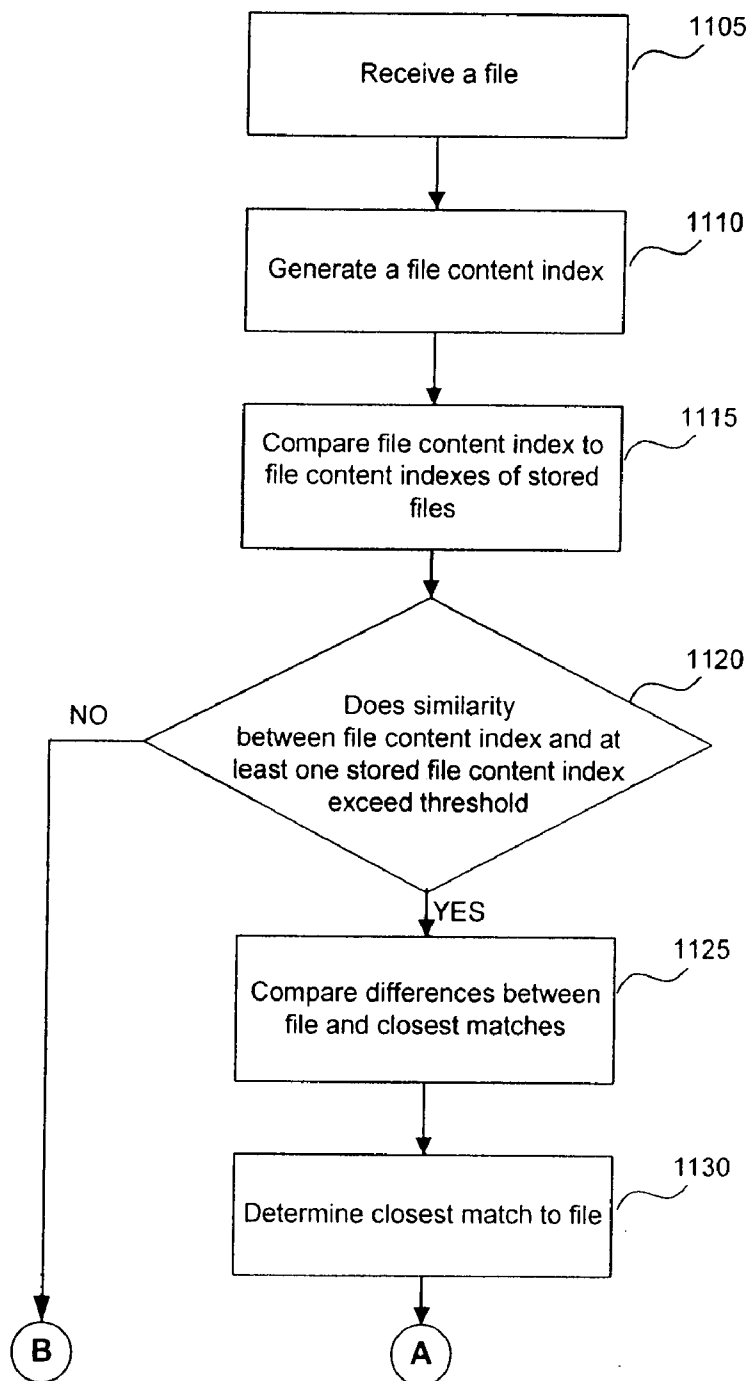 1105
Receive a file
1110
Generate a file content index
1115
Compare file content index to
file content indexes of stored
files
1120
NO
Does similarity
between file content index and at
least one stored file content index
exceed threshold
YES
1125
Compare differences between
file and closest matches
1130
Determine closest match to file
B
A